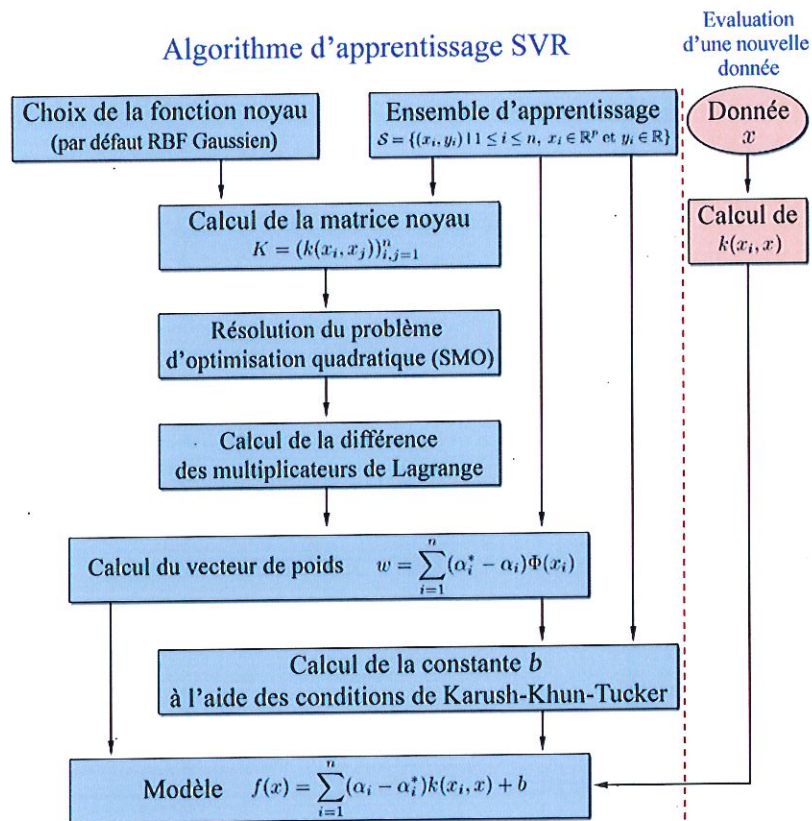 Algorithme d'apprentissage SVR
Evaluation
d'une nouvelle
donnée
Choix de la fonction noyau
(par défaut RBF Gaussien)
Ensemble d'apprentissage
S = {(x_i, y_i) | 1 ≤ i ≤ n, x_i ∈ ℝ^p et y_i ∈ ℝ}
Donnée
x
Calcul de la matrice noyau
K = (k(x_i, x_j))^n_{i,j=1}
Calcul de
k(x_i, x)
Résolution du problème
d'optimisation quadratique (SMO)
Calcul de la différence
des multiplicateurs de Lagrange
Calcul du vecteur de poids w = ∑_{i=1}^{n} (α_i^* − α_i)Φ(x_i)
Calcul de la constante b
à l'aide des conditions de Karush-Khun-Tucker
Modèle f(x) = ∑_{i=1}^{n} (α_i − α_i^*)k(x_i, x) + b